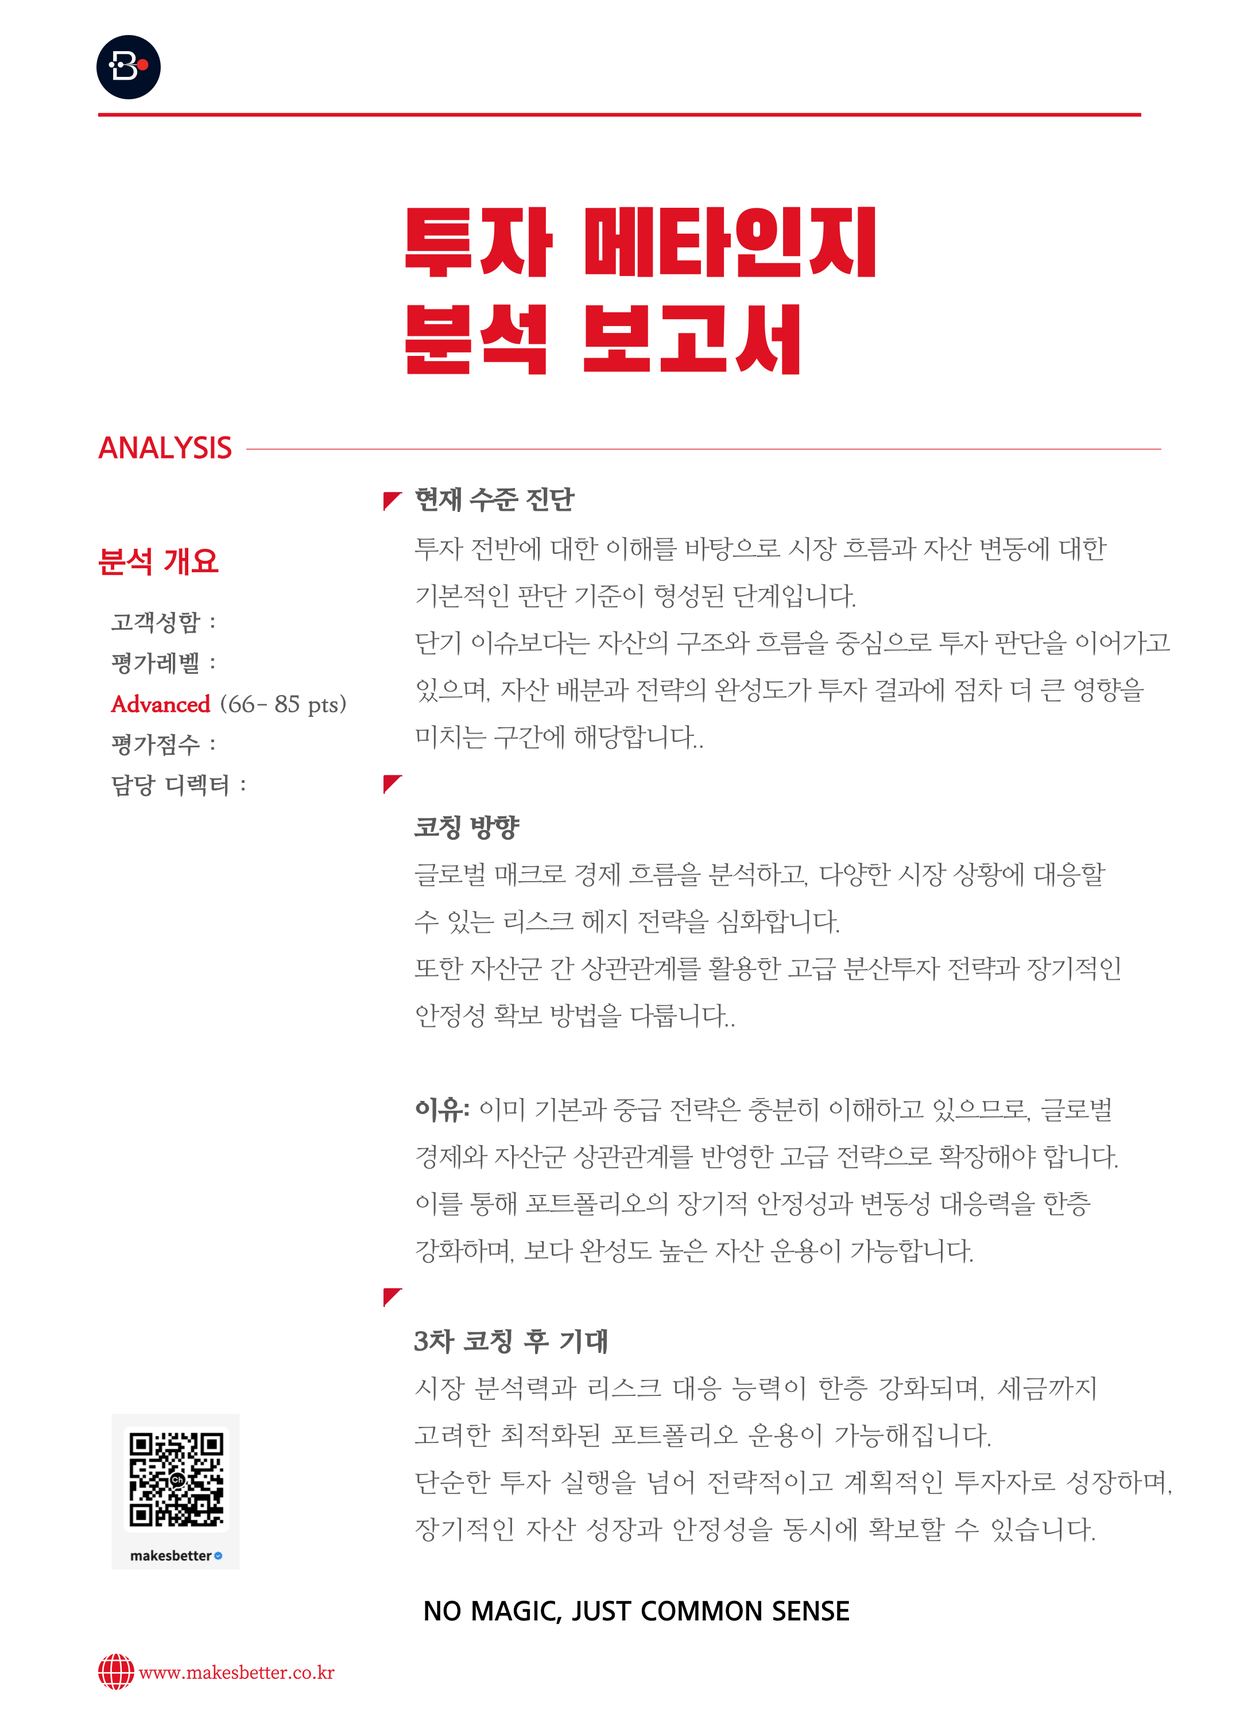 B
투자 메타인지
분석 보고서
ANALYSIS
분석 개요
고객성함 :
평가레벨 :
Advanced (66- 85 pts)
평가점수 :
담당 디렉터 :
현재 수준 진단
투자 전반에 대한 이해를 바탕으로 시장 흐름과 자산 변동에 대한
기본적인 판단 기준이 형성된 단계입니다.
단기 이슈보다는 자산의 구조와 흐름을 중심으로 투자 판단을 이어가고
있으며, 자산 배분과 전략의 완성도가 투자 결과에 점차 더 큰 영향을
미치는 구간에 해당합니다..
코칭 방향
글로벌 매크로 경제 흐름을 분석하고, 다양한 시장 상황에 대응할
수 있는 리스크 헤지 전략을 심화합니다.
또한 자산군 간 상관관계를 활용한 고급 분산투자 전략과 장기적인
안정성 확보 방법을 다룹니다..
이유: 이미 기본과 중급 전략은 충분히 이해하고 있으므로, 글로벌
경제와 자산군 상관관계를 반영한 고급 전략으로 확장해야 합니다.
이를 통해 포트폴리오의 장기적 안정성과 변동성 대응력을 한층
강화하며, 보다 완성도 높은 자산 운용이 가능합니다.
3차 코칭 후 기대
시장 분석력과 리스크 대응 능력이 한층 강화되며, 세금까지
고려한 최적화된 포트폴리오 운용이 가능해집니다.
단순한 투자 실행을 넘어 전략적이고 계획적인 투자자로 성장하며,
장기적인 자산 성장과 안정성을 동시에 확보할 수 있습니다.
Ch
makesbetter
NO MAGIC, JUST COMMON SENSE
www.makesbetter.co.kr